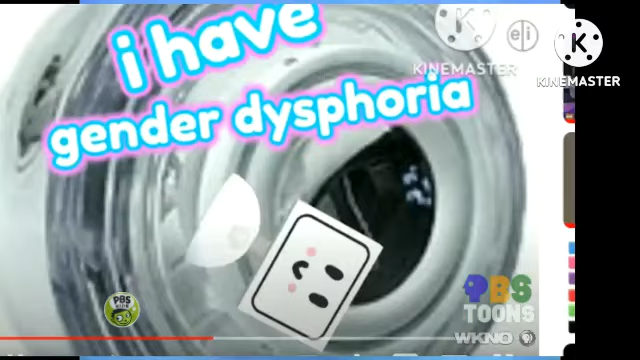 i have
gender dysphoria
KINEMASTER
e/i
KINEMASTER
PBS
KIDS
PBS
TOONS
WKNO